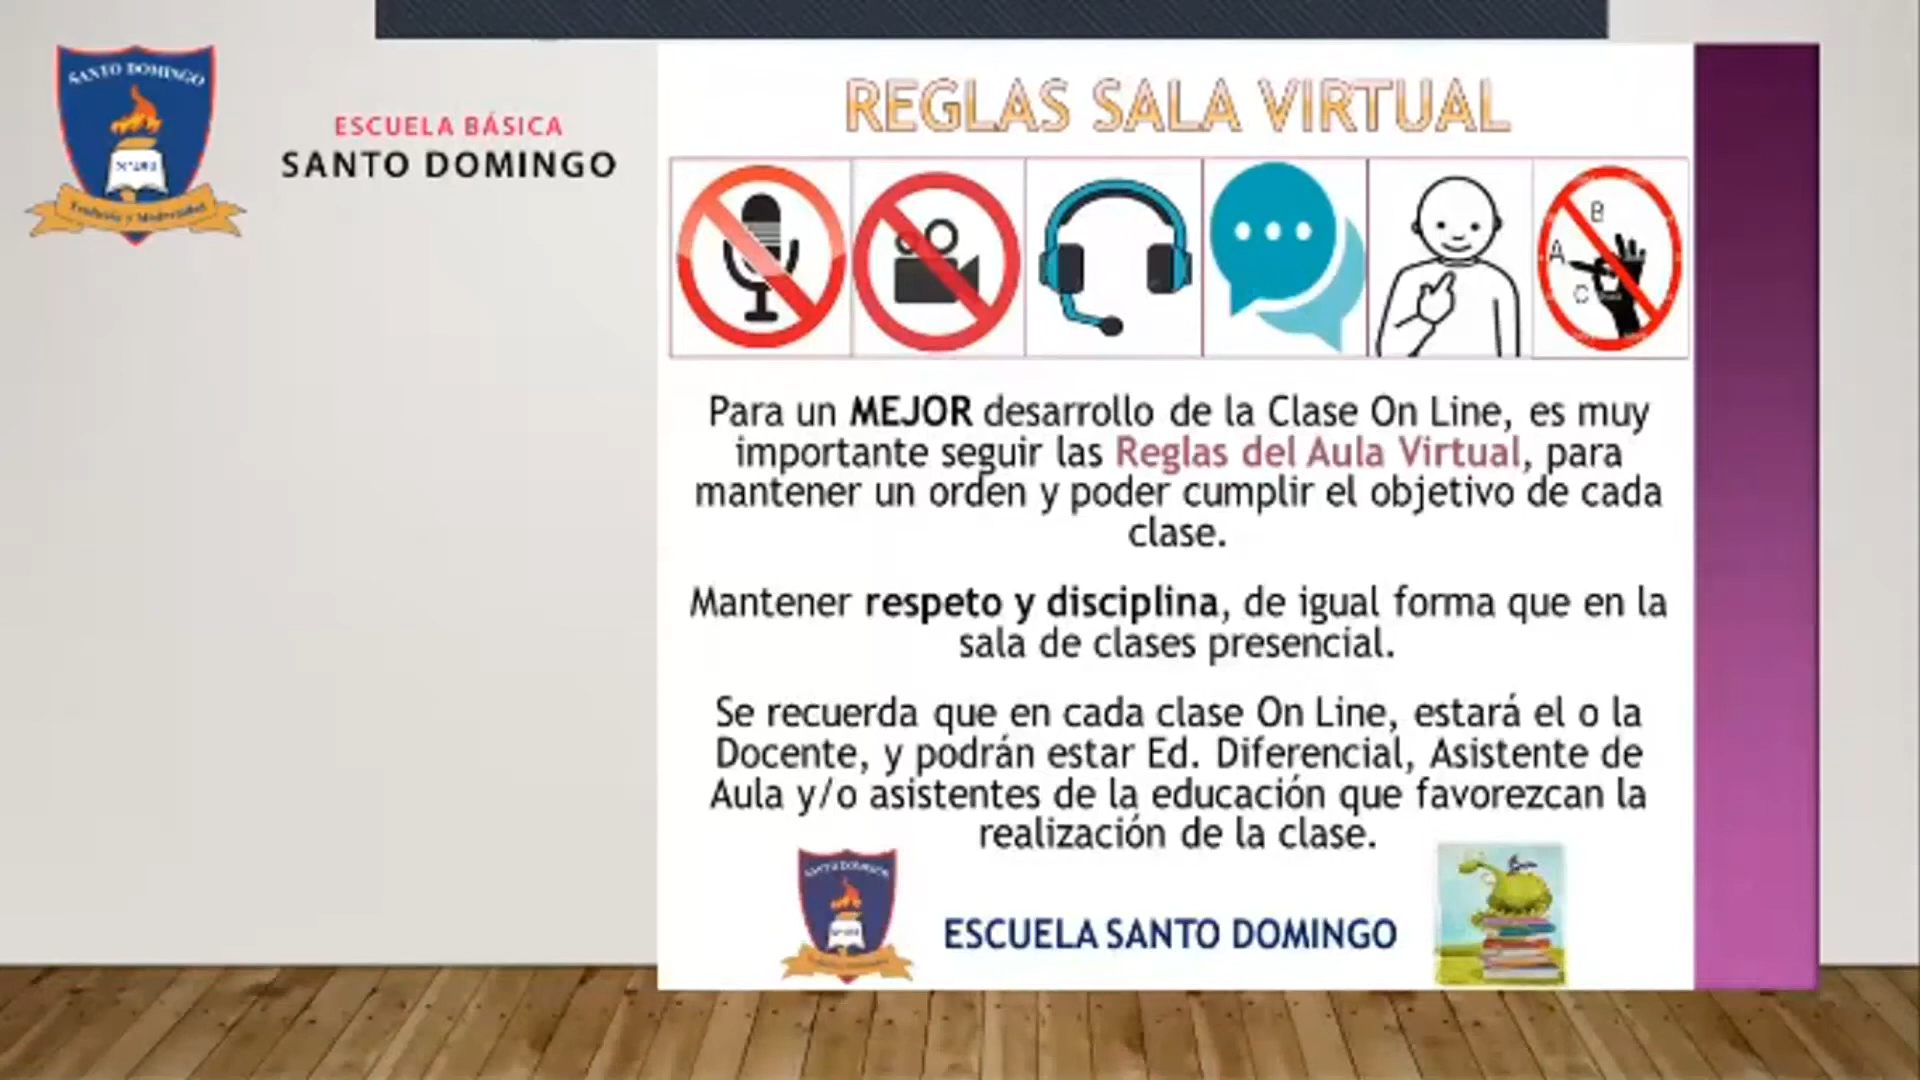 SANTO DOMINGO
ESCUELA BÁSICA
SANTO DOMINGO
REGLAS SALA VIRTUAL
B
A
C
Para un MEJOR desarrollo de la Clase On Line, es muy
importante seguir las Reglas del Aula Virtual, para
mantener un orden y poder cumplir el objetivo de cada
clase.
Mantener respeto y disciplina, de igual forma que en la
sala de clases presencial.
Se recuerda que en cada clase On Line, estará el o la
Docente, y podrán estar Ed. Diferencial, Asistente de
Aula y/o asistentes de la educación que favorezcan la
realización de la clase.
SANTO DOMINGO
ESCUELA SANTO DOMINGO